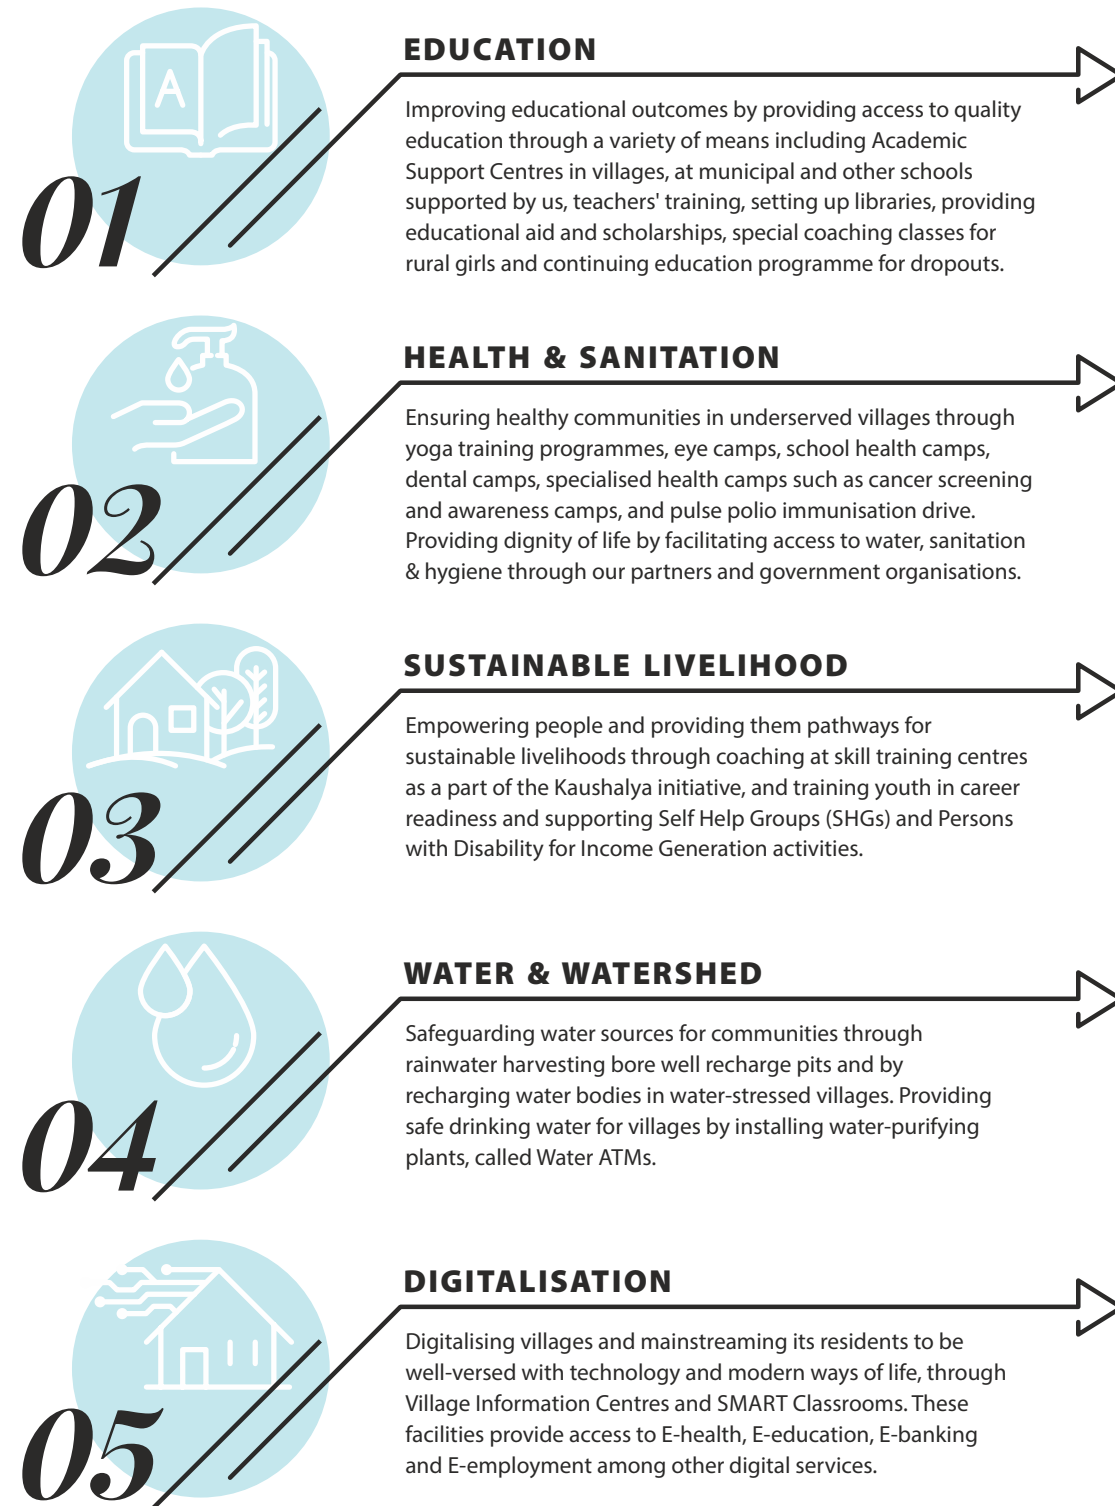 EDUCATION
A
Improving educational outcomes by providing access to quality
education through a variety of means including Academic
Support Centres in villages, at municipal and other schools
supported by us, teachers' training, setting up libraries, providing
educational aid and scholarships, special coaching classes for
rural girls and continuing education programme for dropouts.
01
HEALTH & SANITATION
Ensuring healthy communities in underserved villages through
yoga training programmes, eye camps, school health camps,
dental camps, specialised health camps such as cancer screening
and awareness camps, and pulse polio immunisation drive.
Providing dignity of life by facilitating access to water, sanitation
& hygiene through our partners and government organisations.
02
SUSTAINABLE LIVELIHOOD
Empowering people and providing them pathways for
sustainable livelihoods through coaching at skill training centres
as a part of the Kaushalya initiative, and training youth in career
readiness and supporting Self Help Groups (SHGs) and Persons
with Disability for Income Generation activities.
03
WATER & WATERSHED
Safeguarding water sources for communities through
rainwater harvesting bore well recharge pits and by
recharging water bodies in water-stressed villages. Providing
safe drinking water for villages by installing water-purifying
plants, called Water ATMs.
04
DIGITALISATION
Digitalising villages and mainstreaming its residents to be
well-versed with technology and modern ways of life, through
Village Information Centres and SMART Classrooms. These
facilities provide access to E-health, E-education, E-banking
and E-employment among other digital services.
05